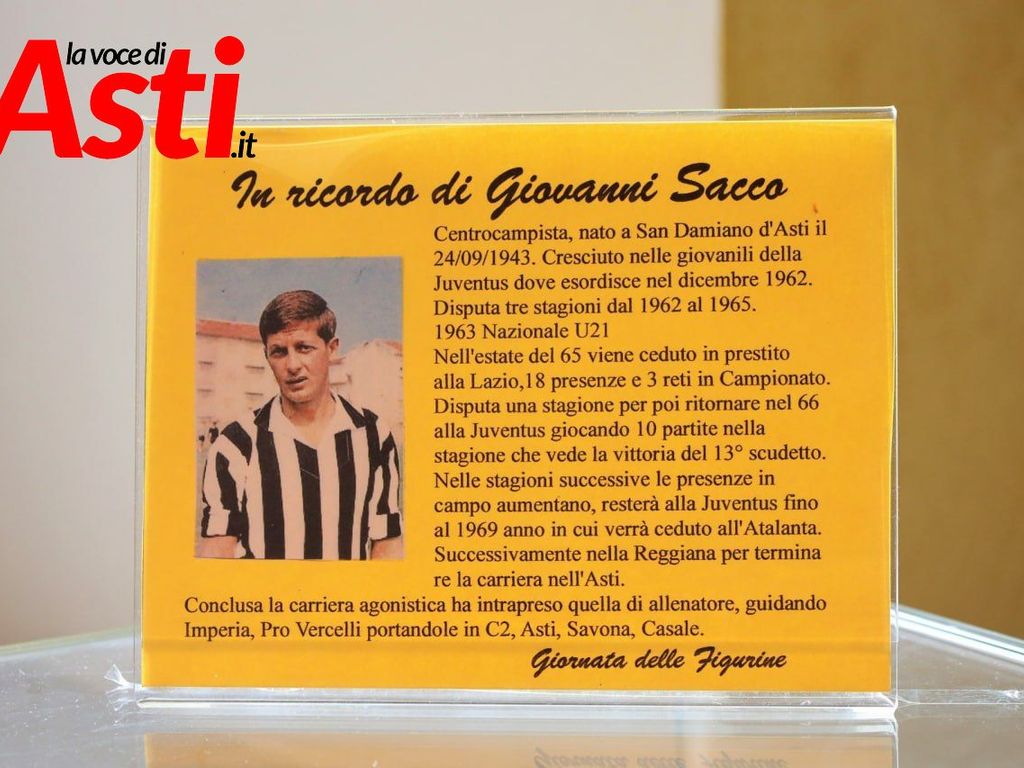 la voce di
Asti
.it
In ricordo di Giovanni Sacco
Centrocampista, nato a San Damiano d'Asti il
24/09/1943. Cresciuto nelle giovanili della
Juventus dove esordisce nel dicembre 1962.
Disputa tre stagioni dal 1962 al 1965.
1963 Nazionale U21
Nell'estate del 65 viene ceduto in prestito
alla Lazio,18 presenze e 3 reti in Campionato.
Disputa una stagione per poi ritornare nel 66
alla Juventus giocando 10 partite nella
stagione che vede la vittoria del 13° scudetto.
Nelle stagioni successive le presenze in
campo aumentano, resterà alla Juventus fino
al 1969 anno in cui verrà ceduto all'Atalanta.
Successivamente nella Reggiana per termina
re la carriera nell'Asti.
Conclusa la carriera agonistica ha intrapreso quella di allenatore, guidando
Imperia, Pro Vercelli portandole in C2, Asti, Savona, Casale.
Giornata delle Figurine